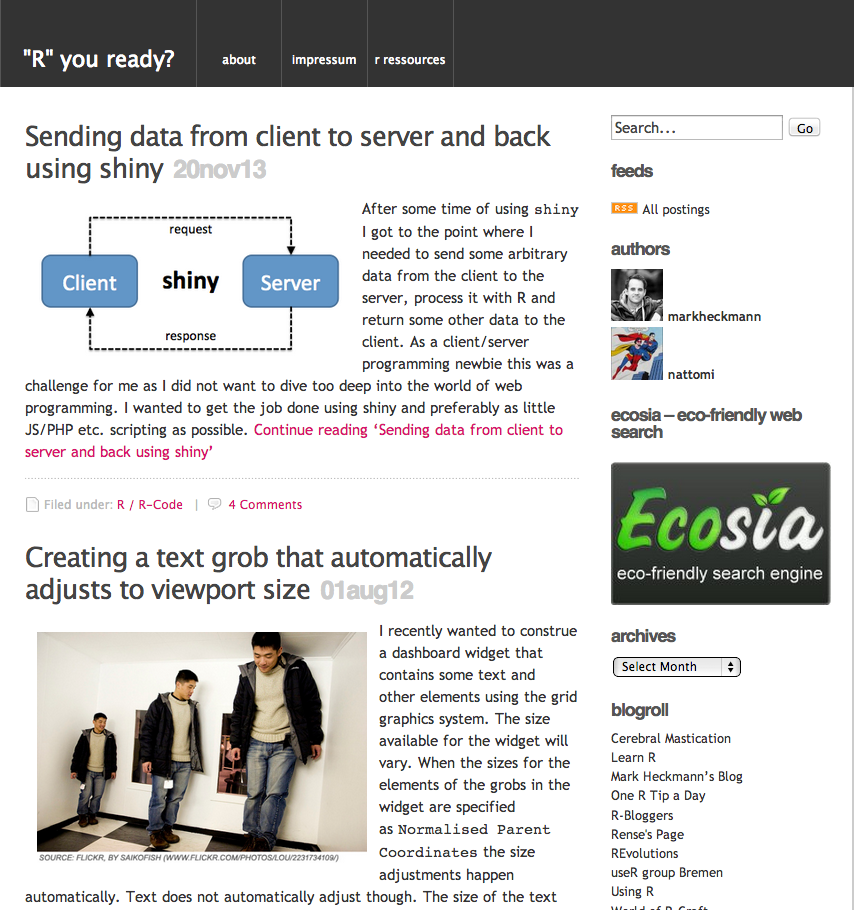 "R" you ready?
about
impressum
r ressources
Sending data from client to server and back
using shiny 20nov13
request
Client
shiny
Server
response
After some time of using shiny
I got to the point where I
needed to send some arbitrary
data from the client to the
server, process it with R and
return some other data to the
client. As a client/server
programming newbie this was a
challenge for me as I did not want to dive too deep into the world of web
programming. I wanted to get the job done using shiny and preferably as little
JS/PHP etc. scripting as possible. Continue reading ‘Sending data from client to
server and back using shiny’
Filed under: R / R-Code | 4 Comments
Creating a text grob that automatically
adjusts to viewport size 01aug12
SOURCE: FLICKR, BY SAIKOFISH (WWW.FLICKR.COM/PHOTOS/LOU/2231734109/)
I recently wanted to construe
a dashboard widget that
contains some text and
other elements using the grid
graphics system. The size
available for the widget will
vary. When the sizes for the
elements of the grobs in the
widget are specified
as Normalised Parent
Coordinates the size
adjustments happen
automatically. Text does not automatically adjust though. The size of the text
Search...
Go
feeds
RSS All postings
authors
markheckmann
nattomi
ecosia – eco-friendly web
search
Ecosia
eco-friendly search engine
archives
Select Month
blogroll
Cerebral Mastication
Learn R
Mark Heckmann’s Blog
One R Tip a Day
R-Bloggers
Rense's Page
REvolutions
useR group Bremen
Using R
World of R-Craft